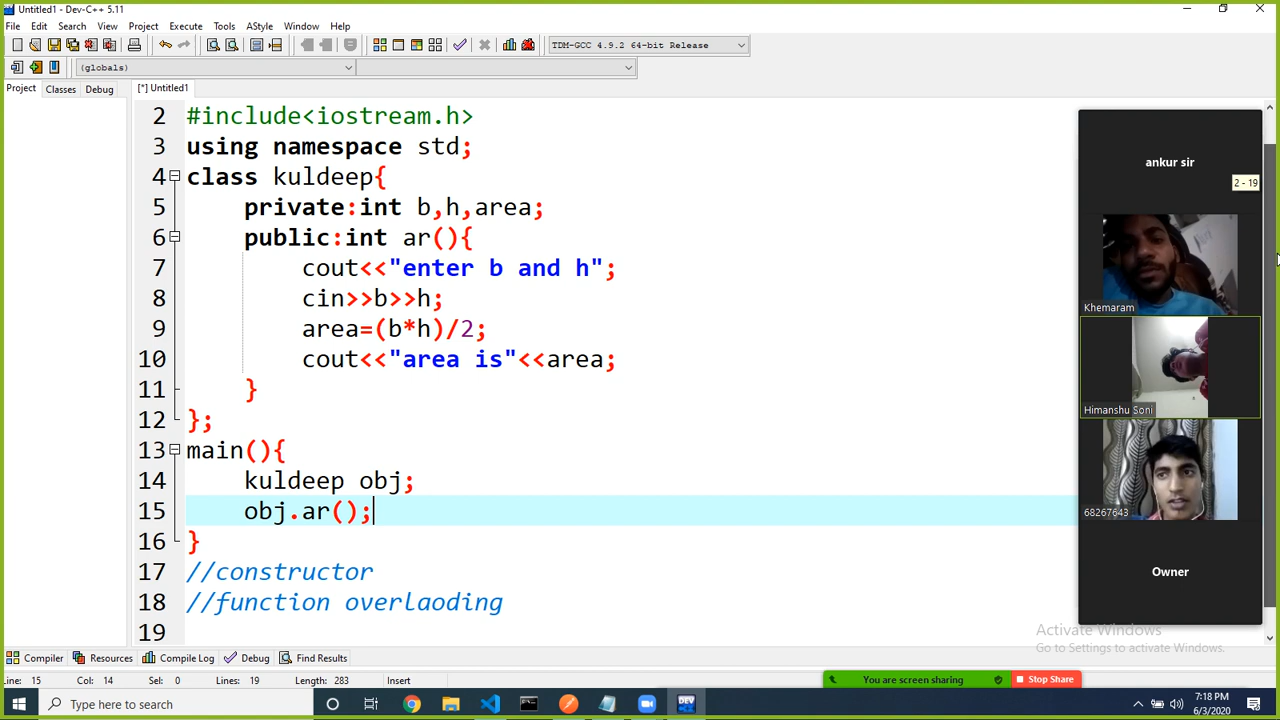 Untitled1 - Dev-C++ 5.11
File Edit Search View Project Execute Tools AStyle Window Help
TDM-GCC 4.9.2 64-bit Release
(globals)
Project Classes Debug
[*] Untitled1
2 #include<iostream.h>
3 using namespace std;
4 class kuldeep{
5 private:int b,h,area;
6 public:int ar(){
7 cout<<"enter b and h";
8 cin>>b>>h;
9 area=(b*h)/2;
10 cout<<"area is"<<area;
11 }
12 };
13 main(){
14 kuldeep obj;
15 obj.ar();
16 }
17 //constructor
18 //function overlaoding
19
ankur sir
2 - 19
Khemaram
Himanshu Soni
68267643
Owner
Activate Windows
Go to Settings to activate Windows.
Compiler Resources Compile Log Debug Find Results
Line: 15 Col: 14 Sel: 0 Lines: 19 Length: 283 Insert
You are screen sharing Stop Share
Type here to search
DEV
7:18 PM
6/3/2020